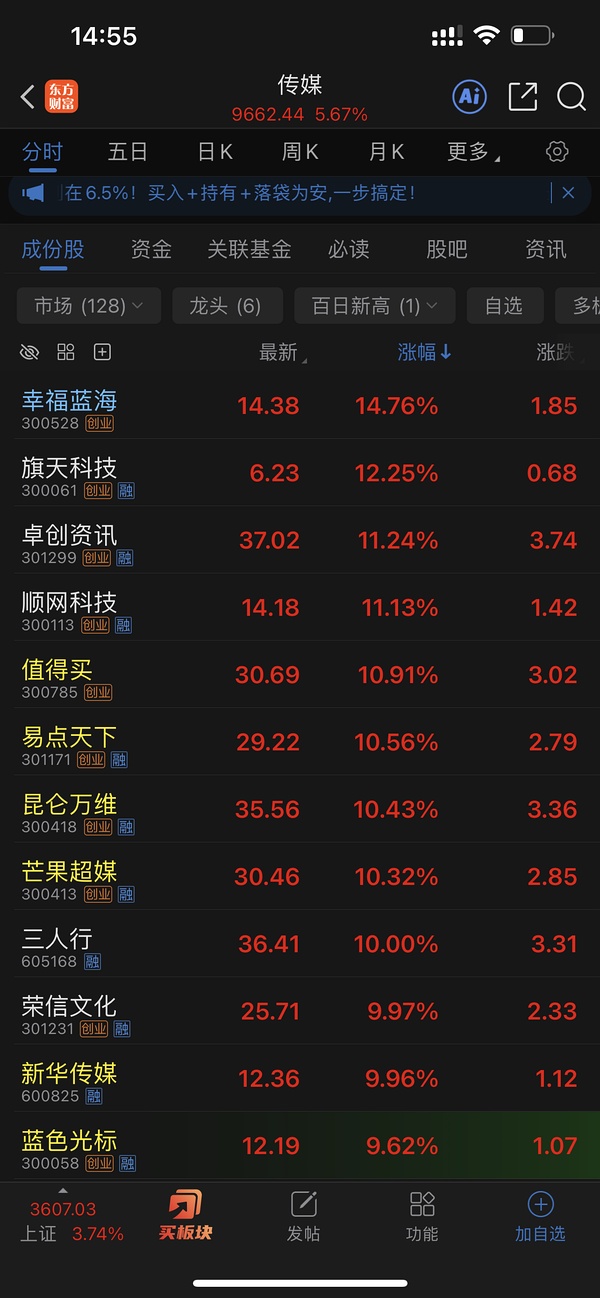 14:55
东方财富
传媒
9662.44 5.67%
Ai
分时 五日 日K 周K 月K 更多
在6.5%！买入+持有+落袋为安,一步搞定！
成份股 资金 关联基金 必读 股吧 资讯
市场 (128) 龙头 (6) 百日新高 (1) 自选
最新 涨幅↓ 涨跌
幸福蓝海 14.38 14.76% 1.85
300528 创业
旗天科技 6.23 12.25% 0.68
300061 创业 融
卓创资讯 37.02 11.24% 3.74
301299 创业 融
顺网科技 14.18 11.13% 1.42
300113 创业 融
值得买 30.69 10.91% 3.02
300785 创业
易点天下 29.22 10.56% 2.79
301171 创业 融
昆仑万维 35.56 10.43% 3.36
300418 创业 融
芒果超媒 30.46 10.32% 2.85
300413 创业 融
三人行 36.41 10.00% 3.31
605168 融
荣信文化 25.71 9.97% 2.33
301231 创业 融
新华传媒 12.36 9.96% 1.12
600825 融
蓝色光标 12.19 9.62% 1.07
300058 创业 融
3607.03
上证 3.74% 买板块 发帖 功能 加自选